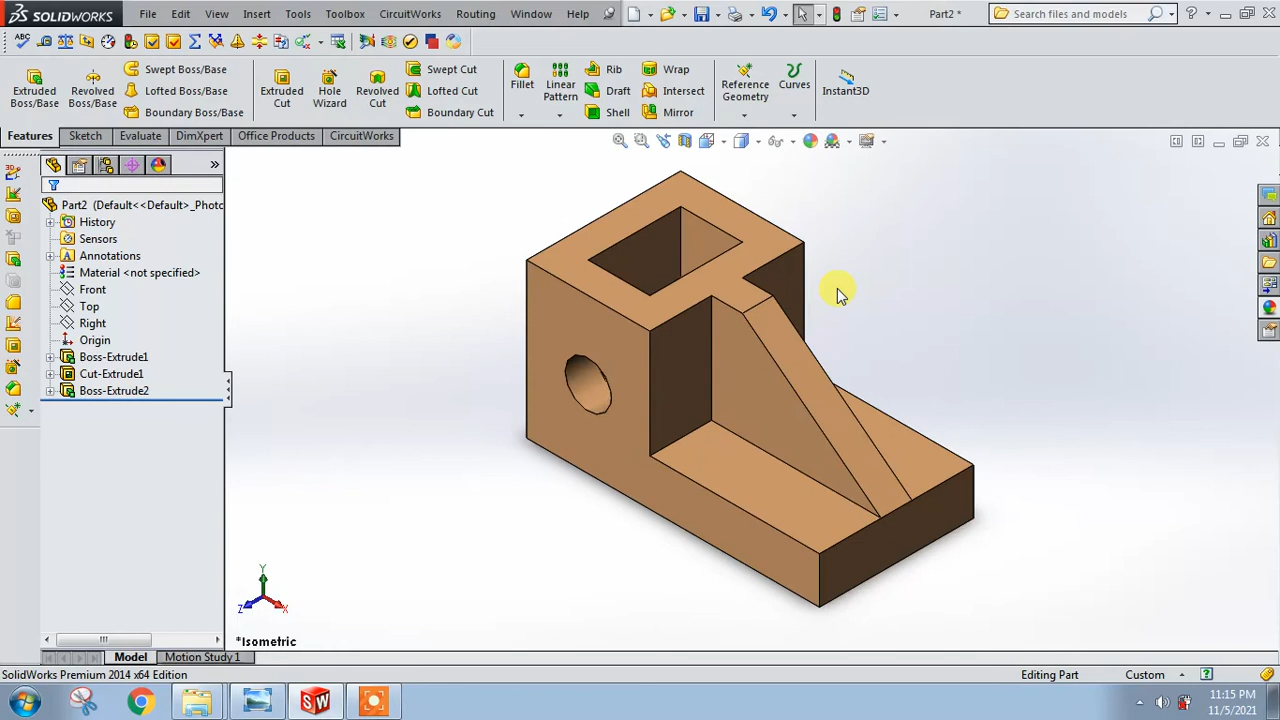 SOLIDWORKS File Edit View Insert Tools Toolbox CircuitWorks Routing Window Help Part2 * Search files and models
Extruded Boss/Base
Revolved Boss/Base
Swept Boss/Base
Lofted Boss/Base
Boundary Boss/Base
Extruded Cut
Hole Wizard
Revolved Cut
Swept Cut
Lofted Cut
Boundary Cut
Fillet
Linear Pattern
Rib
Draft
Shell
Wrap
Intersect
Mirror
Reference Geometry
Curves
Instant3D
Features Sketch Evaluate DimXpert Office Products CircuitWorks
Part2 (Default<<Default>_Photo
History
Sensors
Annotations
Material <not specified>
Front
Top
Right
Origin
Boss-Extrude1
Cut-Extrude1
Boss-Extrude2
Y
Z X
*Isometric
Model Motion Study 1
SolidWorks Premium 2014 x64 Edition Editing Part Custom
11:15 PM
11/5/2021